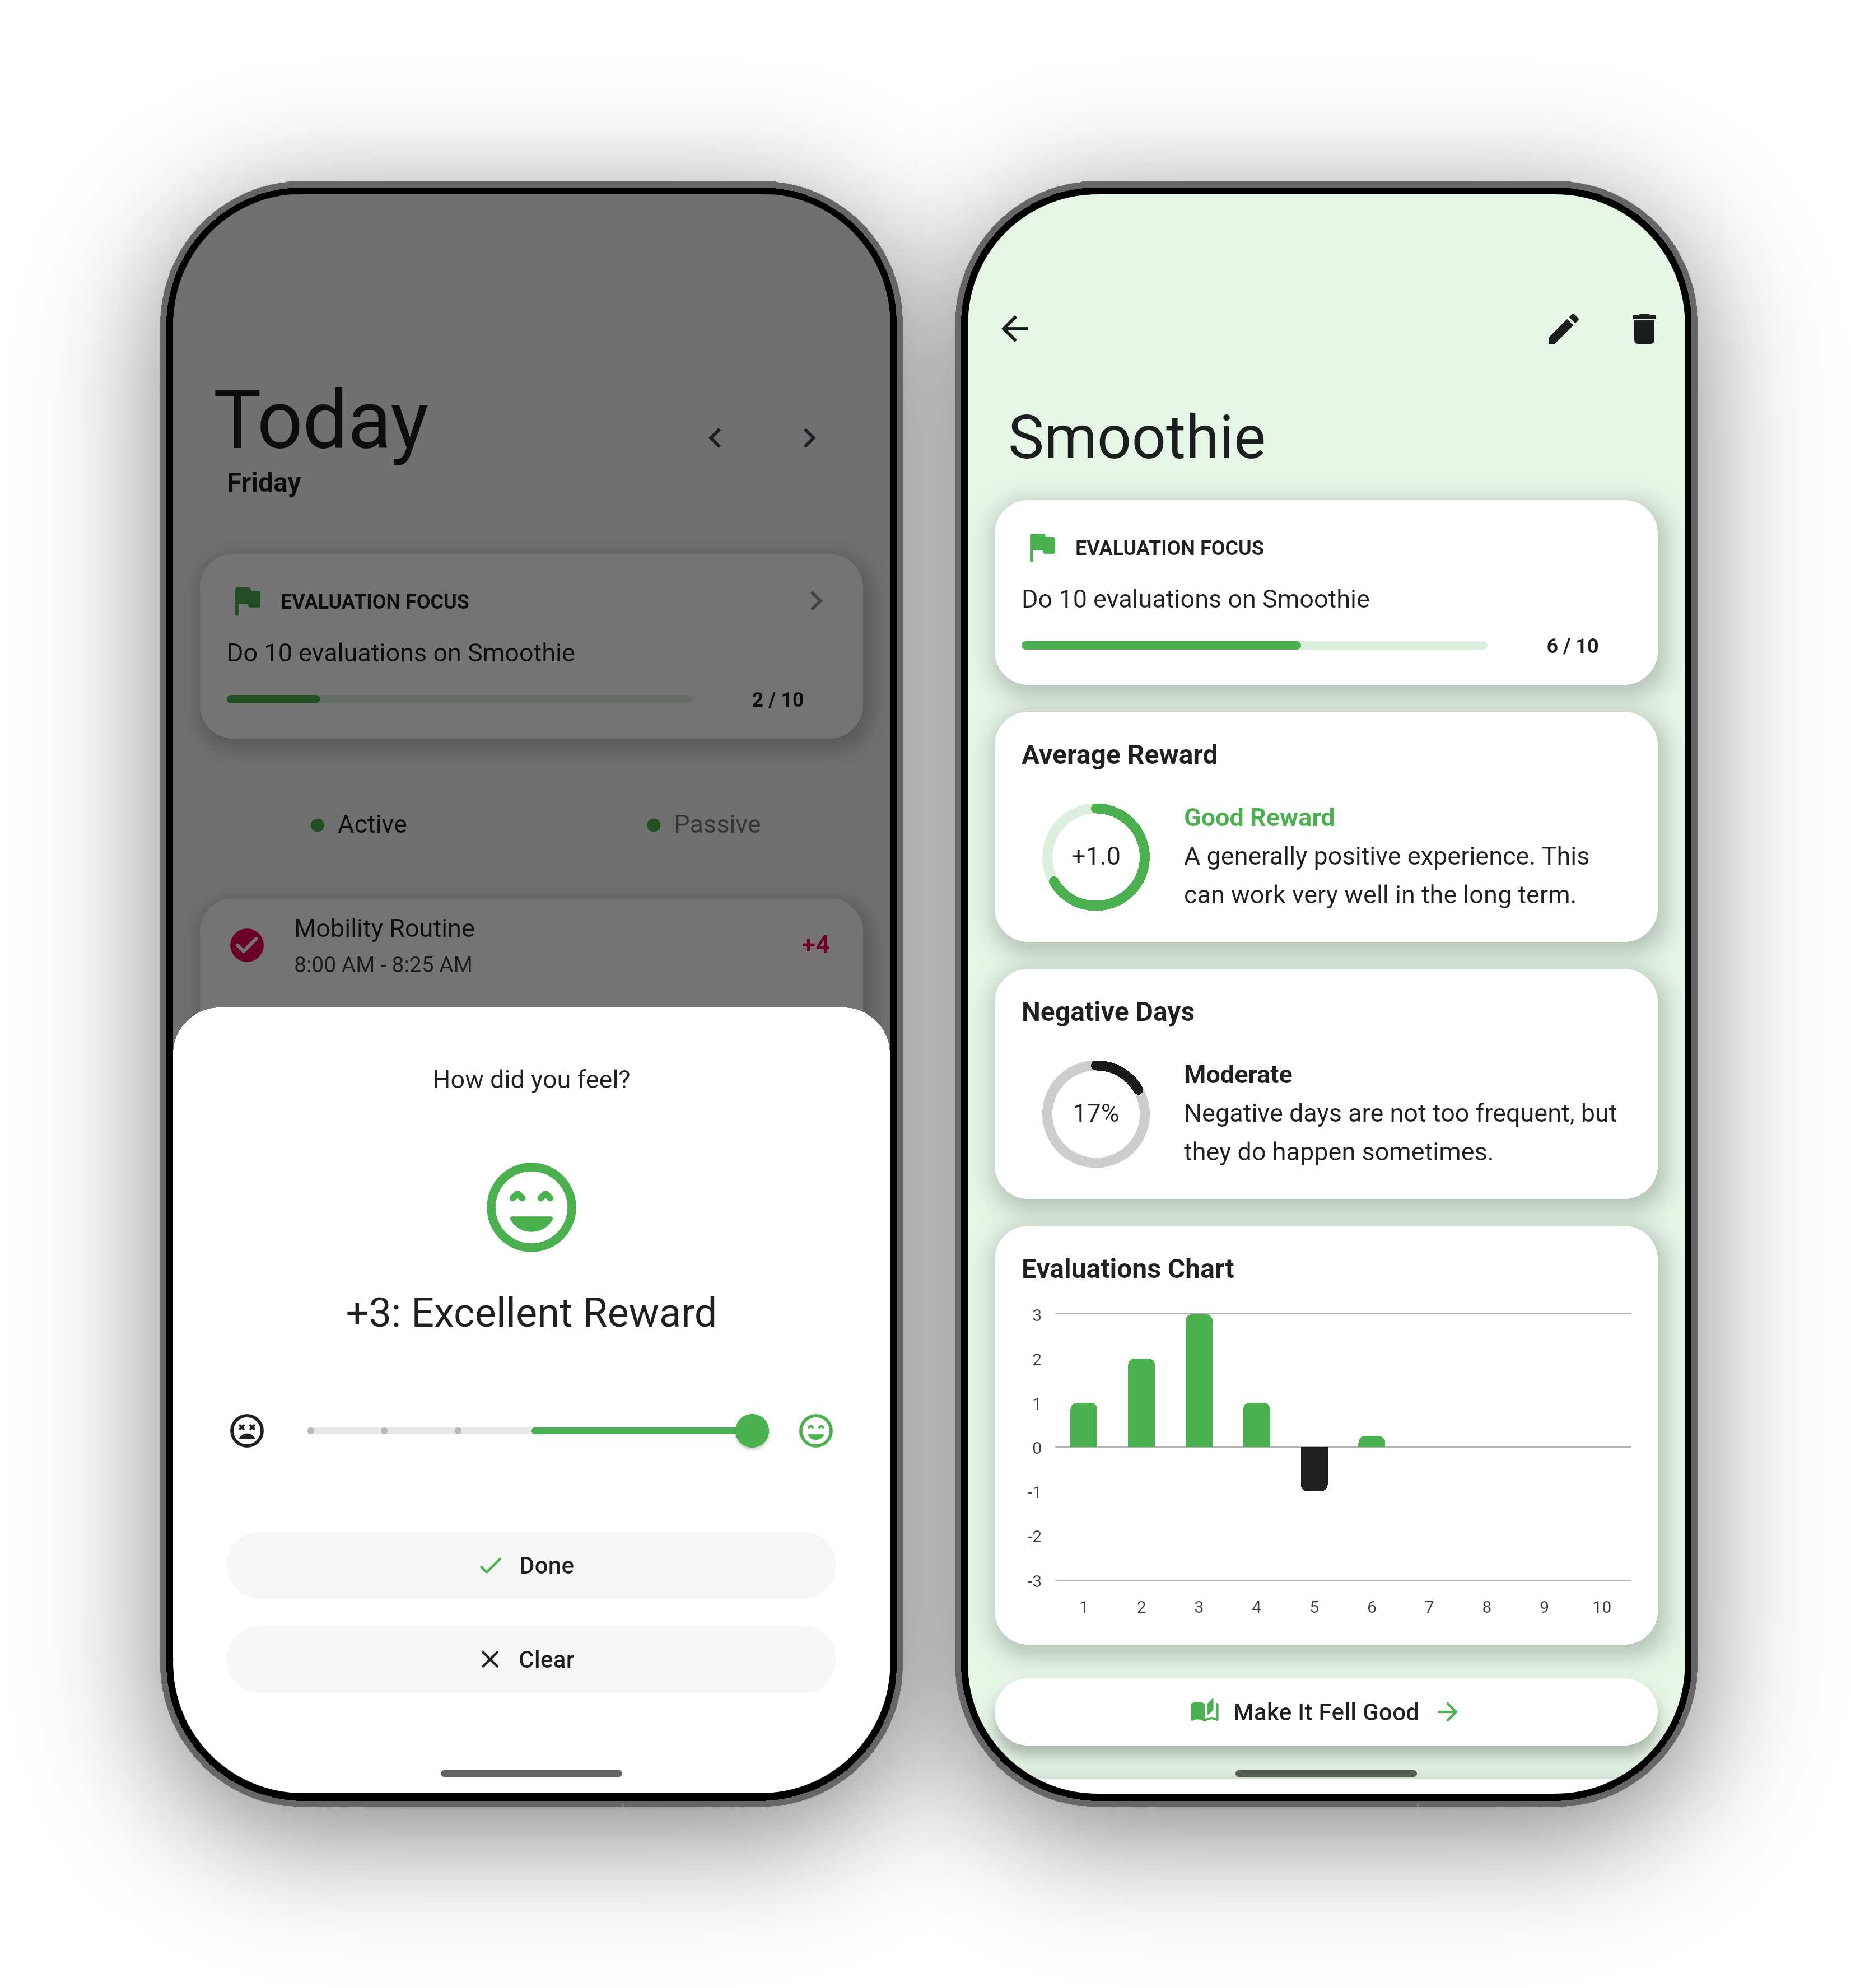 Today
Friday
EVALUATION FOCUS
Do 10 evaluations on Smoothie
2 / 10
Active
Passive
Mobility Routine
+4
8:00 AM - 8:25 AM
How did you feel?
+3: Excellent Reward
Done
Clear
Smoothie
EVALUATION FOCUS
Do 10 evaluations on Smoothie
6 / 10
Average Reward
+1.0
Good Reward
A generally positive experience. This
can work very well in the long term.
Negative Days
17%
Moderate
Negative days are not too frequent, but
they do happen sometimes.
Evaluations Chart
3
2
1
0
-1
-2
-3
1 2 3 4 5 6 7 8 9 10
Make It Fell Good